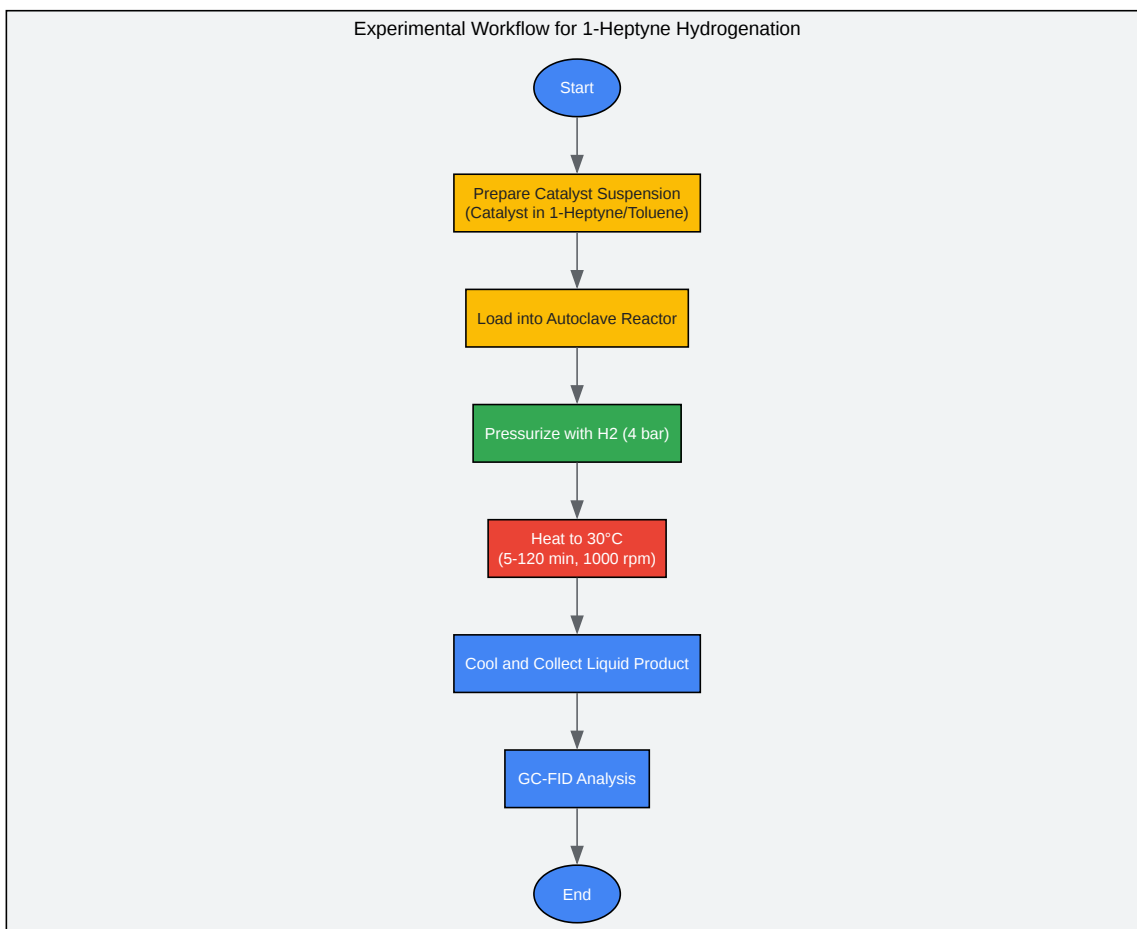 Experimental Workflow for 1-Heptyne Hydrogenation
Start
Prepare Catalyst Suspension
(Catalyst in 1-Heptyne/Toluene)
Load into Autoclave Reactor
Pressurize with H2 (4 bar)
Heat to 30°C
(5-120 min, 1000 rpm)
Cool and Collect Liquid Product
GC-FID Analysis
End